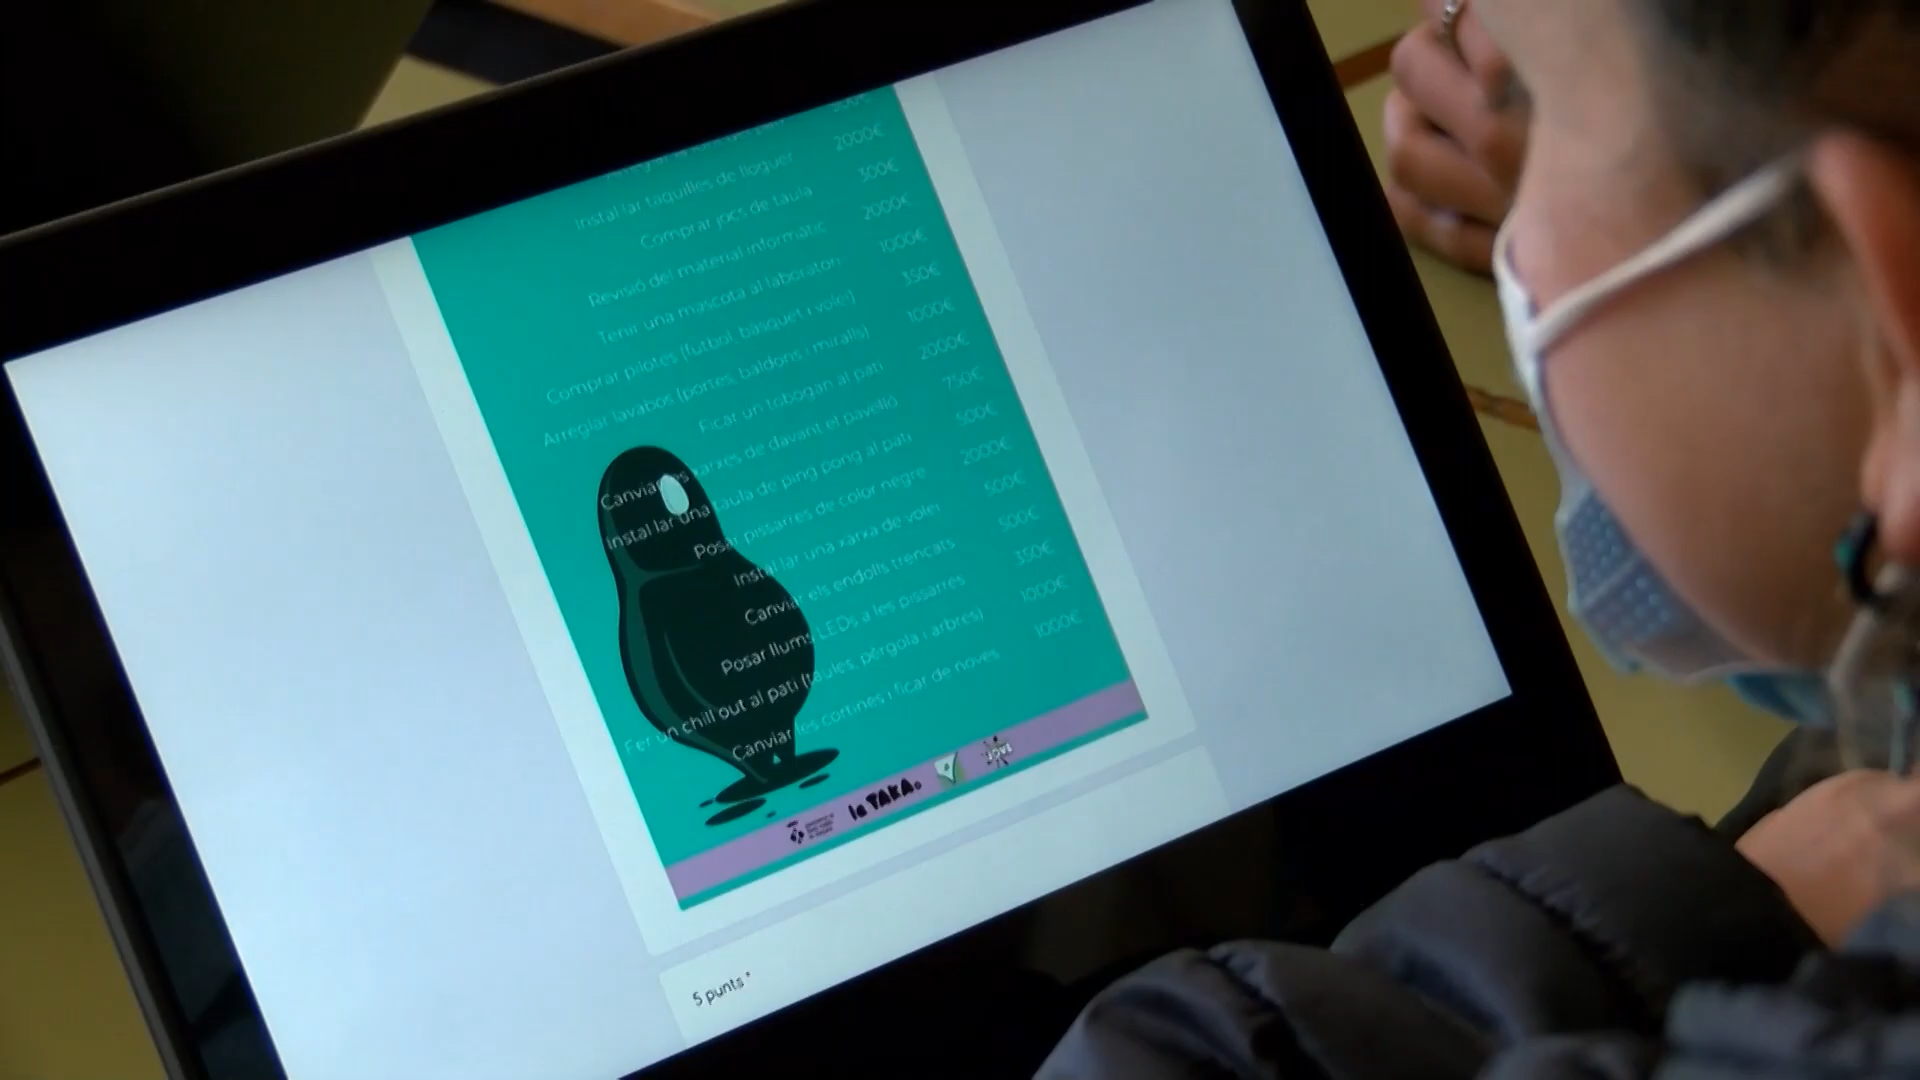 Instal·lar taquilles de lloguer 2000€
Comprar jocs de taula 300€
Revisió del material informàtic 2000€
Tenir una mascota al laboratori 1000€
Comprar pilotes (futbol, bàsquet i volei) 350€
Arreglar lavabos (portes, baldons i miralls) 1000€
Ficar un tobogan al pati 2000€
Canviar les xarxes de davant el pavelló 750€
Instal·lar una taula de ping pong al pati 500€
Posar pissarres de color negre 2000€
Instal·lar una xarxa de volei 500€
Canviar els endolls trencats 500€
Posar llums LEDs a les pissarres 350€
Fer un chill out al pati (taules, pèrgola i arbres) 1000€
Canviar les cortines i ficar de noves 1000€
la TAKA.
JOVE
5 punts *